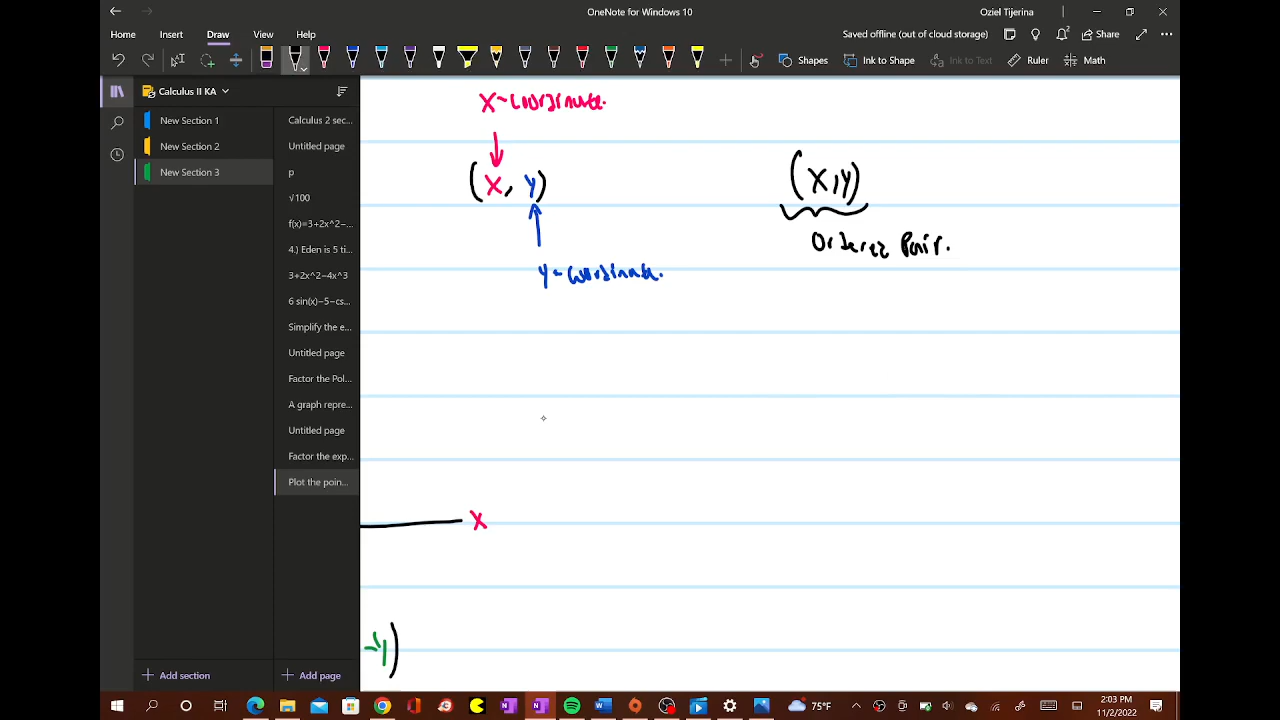 OneNote for Windows 10
Oziel Tijerina
Home Insert Draw View Help
Saved offline (out of cloud storage)
Share
Shapes Ink to Shape Ink to Text Ruler Math
Calculus II KA
New Section 1
New Section 2
New Section 3
Calculus 2 sec...
Untitled page
p
√100
f(x)=3+2x^2-...
4.) Eden is 5 ti...
3+2x^2-4x^3
6 sin(x)-5-cs...
Simplify the e...
Untitled page
Factor the Pol...
A graph repre...
Untitled page
Factor the exp...
Plot the poin...
Add section
Add page
X-Coordinate.
(X, Y)
Y-Coordinate.
(X,Y)
Ordered Pair.
X
75°F
2:03 PM
11/2/2022